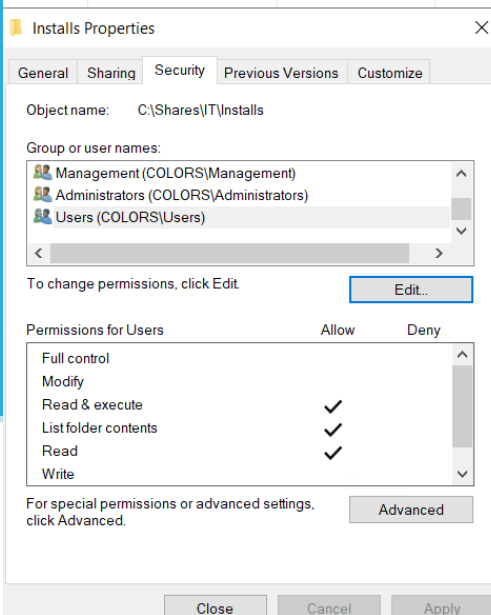 Installs Properties
General Sharing Security Previous Versions Customize
Object name: C:\Shares\IT\Installs
Group or user names:
Management (COLORS\Management)
Administrators (COLORS\Administrators)
Users (COLORS\Users)
To change permissions, click Edit.
Edit...
Permissions for Users Allow Deny
Full control
Modify
Read & execute
List folder contents
Read
Write
For special permissions or advanced settings,
click Advanced.
Advanced
Close Cancel Apply